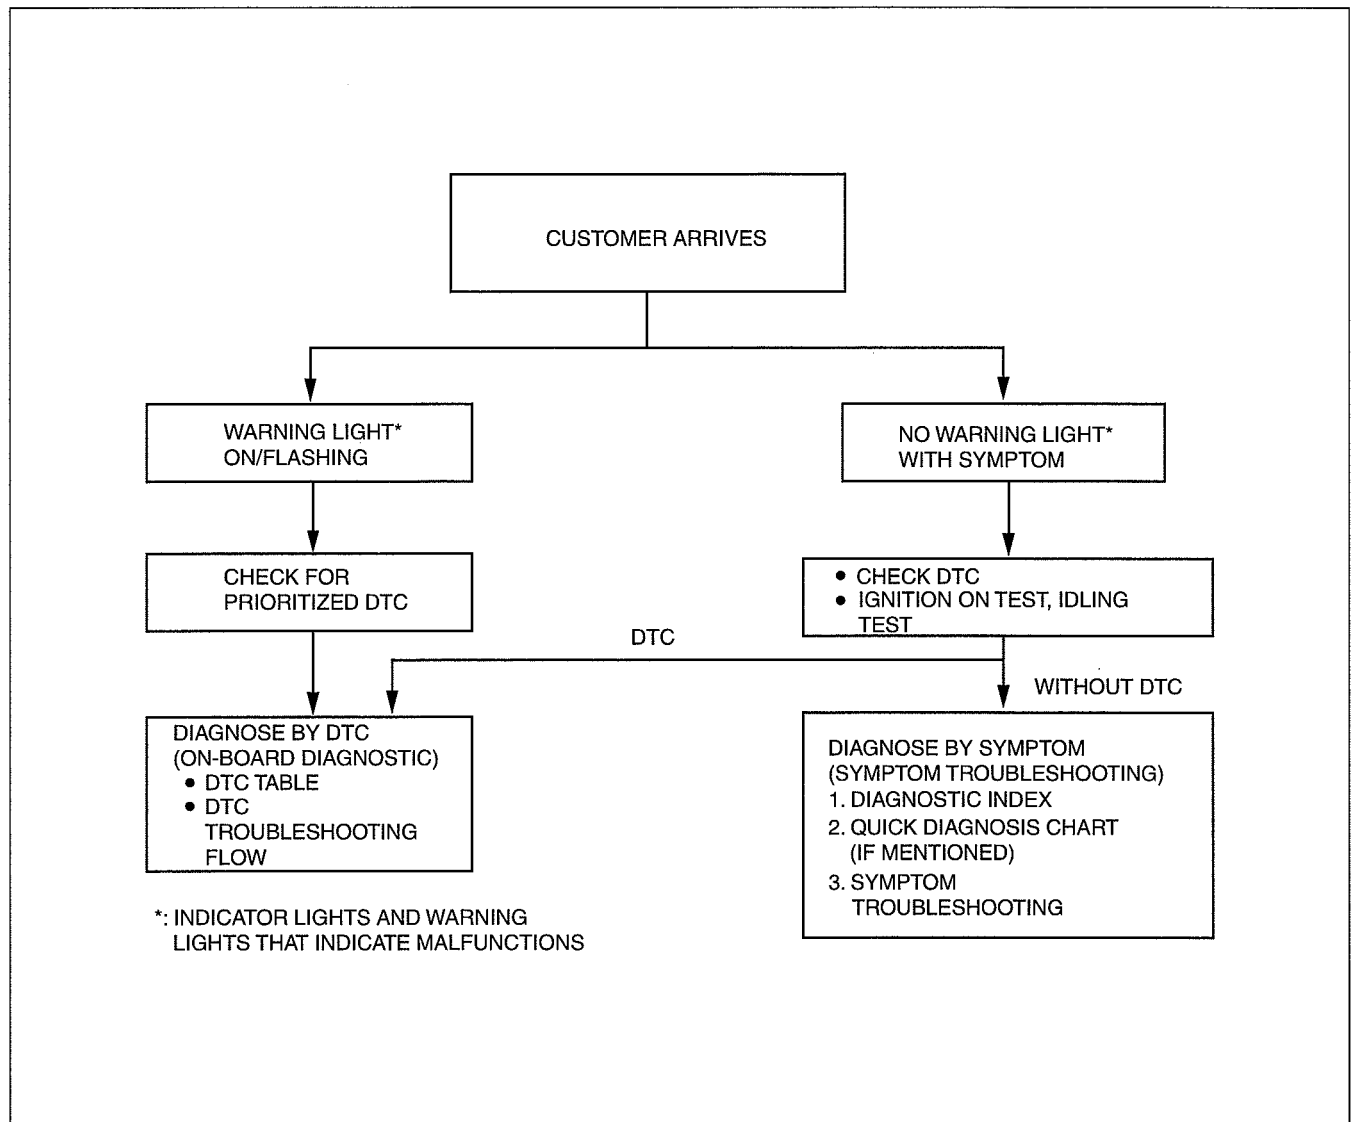 CUSTOMER ARRIVES
WARNING LIGHT*
ON/FLASHING
NO WARNING LIGHT*
WITH SYMPTOM
CHECK FOR
PRIORITIZED DTC
• CHECK DTC
• IGNITION ON TEST, IDLING
TEST
DTC
WITHOUT DTC
DIAGNOSE BY DTC
(ON-BOARD DIAGNOSTIC)
• DTC TABLE
• DTC
TROUBLESHOOTING
FLOW
DIAGNOSE BY SYMPTOM
(SYMPTOM TROUBLESHOOTING)
1. DIAGNOSTIC INDEX
2. QUICK DIAGNOSIS CHART
(IF MENTIONED)
3. SYMPTOM
TROUBLESHOOTING
*: INDICATOR LIGHTS AND WARNING
LIGHTS THAT INDICATE MALFUNCTIONS